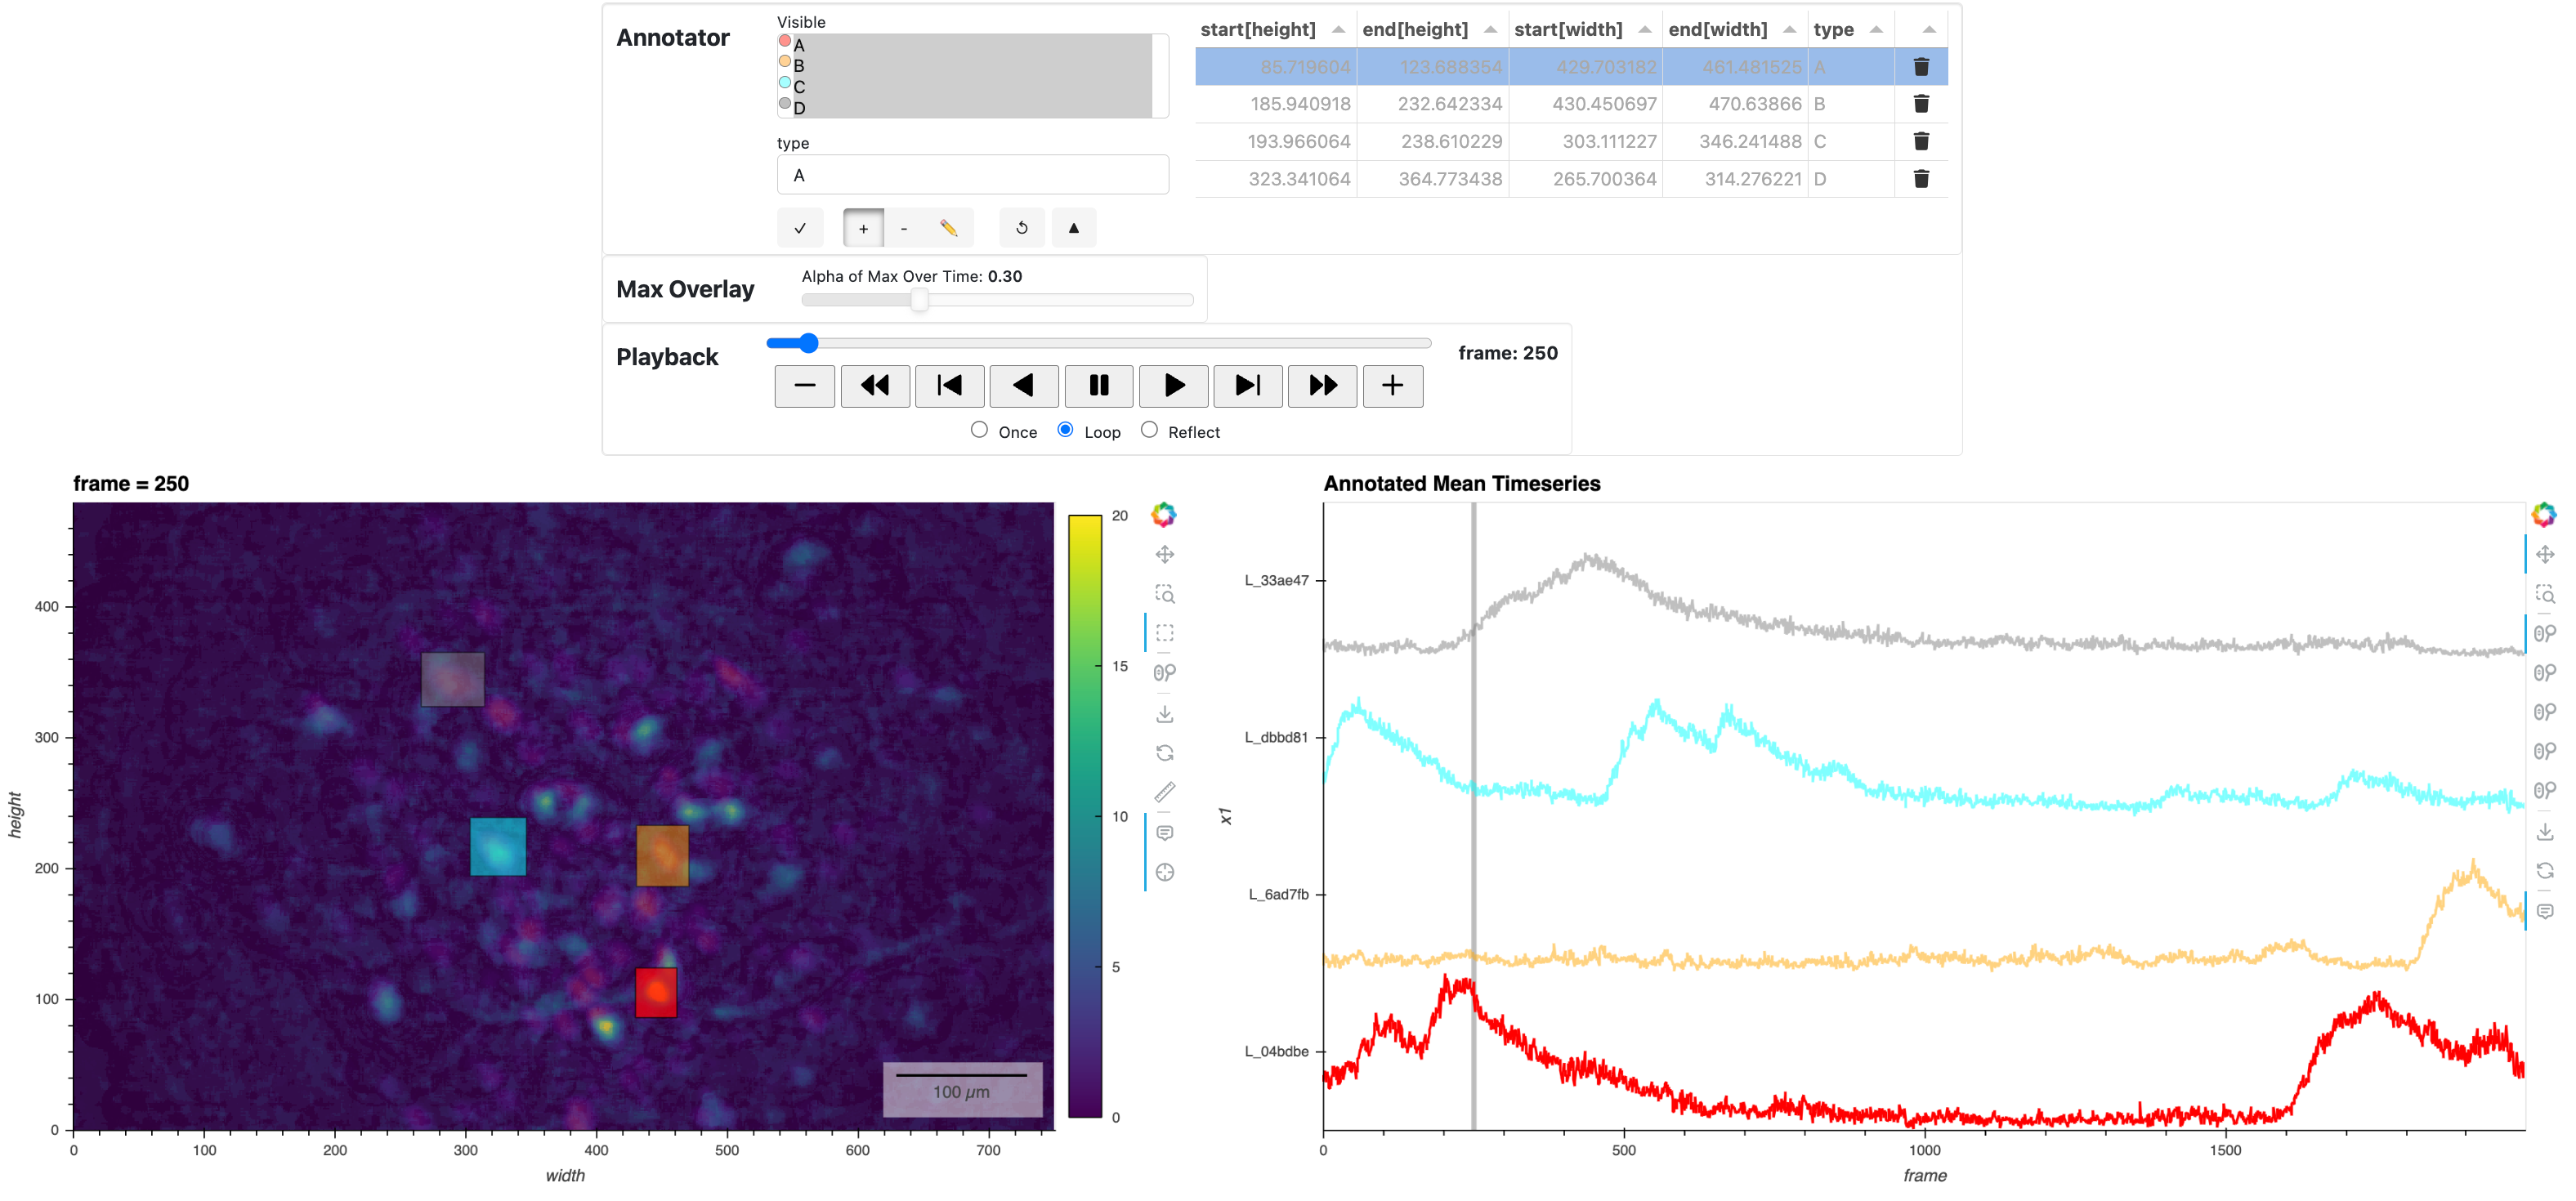 Annotator
Visible
A
B
C
D
type
A
✓ + - ✏️ ↺ ▲
start[height] end[height] start[width] end[width] type
85.719604 123.688354 429.703182 461.481525 A
185.940918 232.642334 430.450697 470.63866 B
193.966064 238.610229 303.111227 346.241488 C
323.341064 364.773438 265.700364 314.276221 D
Max Overlay
Alpha of Max Over Time: 0.30
Playback
frame: 250
Once Loop Reflect
frame = 250
400
300
200
100
0
height
0 100 200 300 400 500 600 700
width
100 µm
20
15
10
5
0
Annotated Mean Timeseries
L_33ae47
L_dbbd81
L_6ad7fb
L_04bdbe
x1
0 500 1000 1500
frame